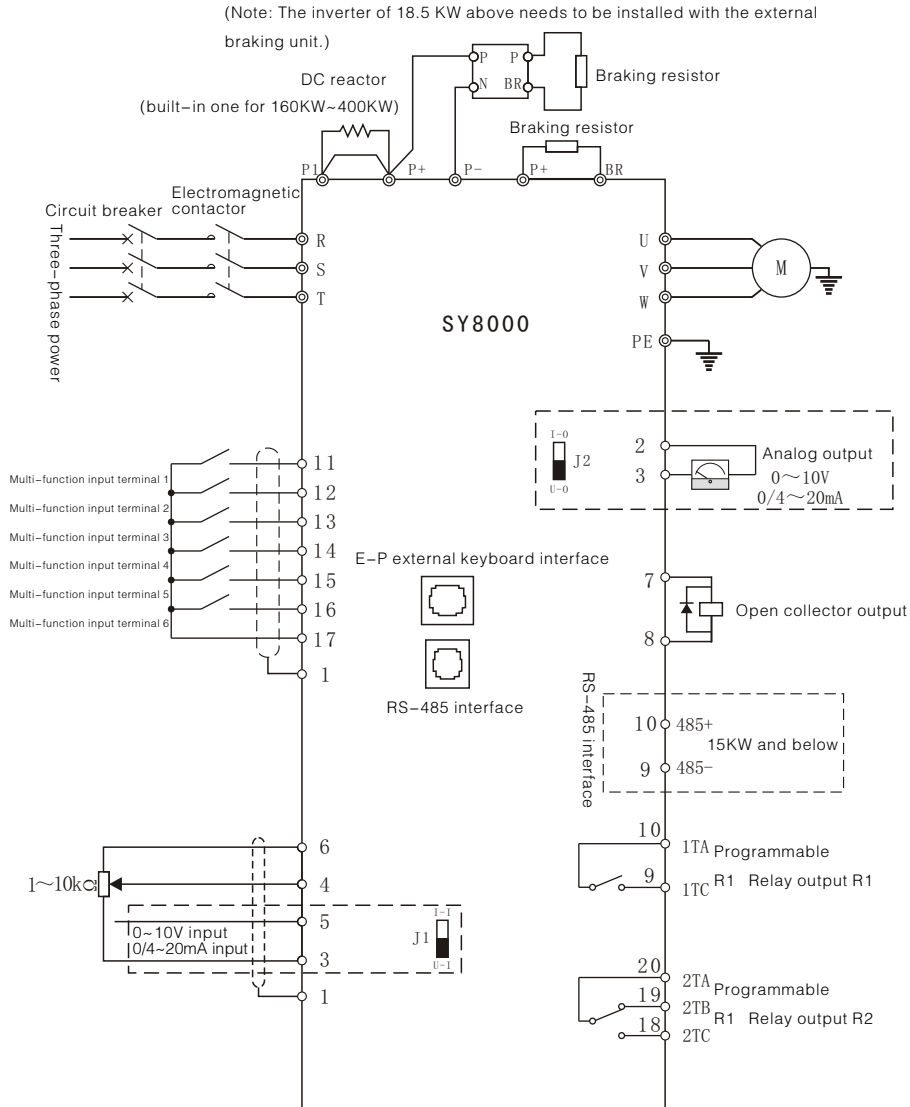 (Note: The inverter of 18.5 KW above needs to be installed with the external
braking unit.)
P P
N BR
Braking resistor
DC reactor
(built-in one for 160KW~400KW)
Braking resistor
P1 P+ P- P+ BR
Circuit breaker
Electromagnetic
contactor
Three-phase power
R
S
T
U
V
W
M
PE
SY8000
I-0
J2
U-0
2
3
Analog output
0～10V
0/4～20mA
Multi-function input terminal 1
Multi-function input terminal 2
Multi-function input terminal 3
Multi-function input terminal 4
Multi-function input terminal 5
Multi-function input terminal 6
11
12
13
14
15
16
17
1
E-P external keyboard interface
RS-485 interface
7
8
Open collector output
RS-485 interface
10 485+
15KW and below
9 485-
6
1～10kΩ
4
5
0~10V input
0/4~20mA input
I-I
J1
U-I
3
1
10
1TA Programmable
9
1TC R1 Relay output R1
20
2TA Programmable
19
2TB R1 Relay output R2
18
2TC